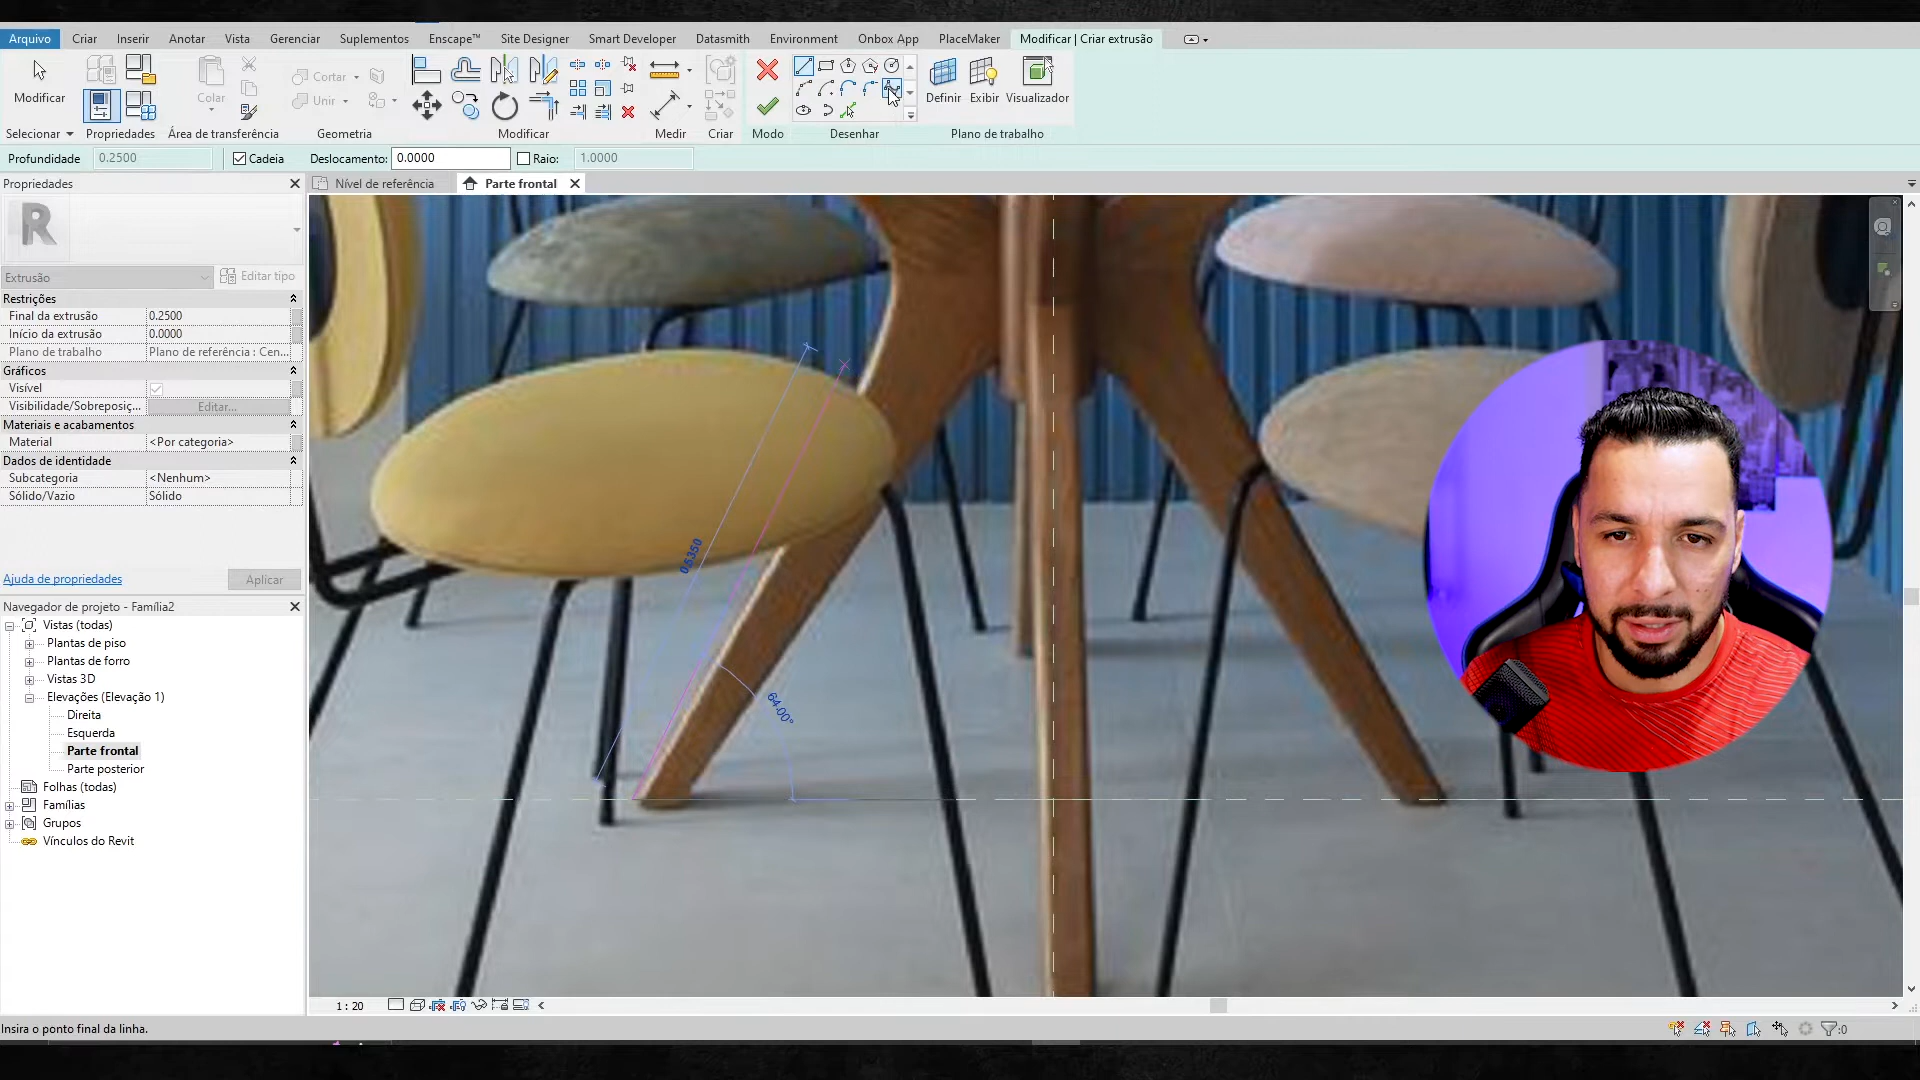 Arquivo Criar Inserir Anotar Vista Gerenciar Suplementos Enscape™ Site Designer Smart Developer Datasmith Environment Onbox App PlaceMaker Modificar | Criar extrusão
Modificar Colar Cortar Unir Definir Exibir Visualizador
Selecionar Propriedades Área de transferência Geometria Modificar Medir Criar Modo Desenhar Plano de trabalho
Profundidade 0.2500 Cadeia Deslocamento: 0.0000 Raio: 1.0000
Propriedades
Nível de referência Parte frontal
R
Extrusão Editar tipo
Restrições
Final da extrusão 0.2500
Início da extrusão 0.0000
Plano de trabalho Plano de referência : Cen...
Gráficos
Visível
Visibilidade/Sobreposiç... Editar...
Materiais e acabamentos
Material <Por categoria>
Dados de identidade
Subcategoria <Nenhum>
Sólido/Vazio Sólido
Ajuda de propriedades Aplicar
Navegador de projeto - Família2
Vistas (todas)
Plantas de piso
Plantas de forro
Vistas 3D
Elevações (Elevação 1)
Direita
Esquerda
Parte frontal
Parte posterior
Folhas (todas)
Famílias
Grupos
Vínculos do Revit
0.5350
64.00°
1 : 20
Insira o ponto final da linha.
:0